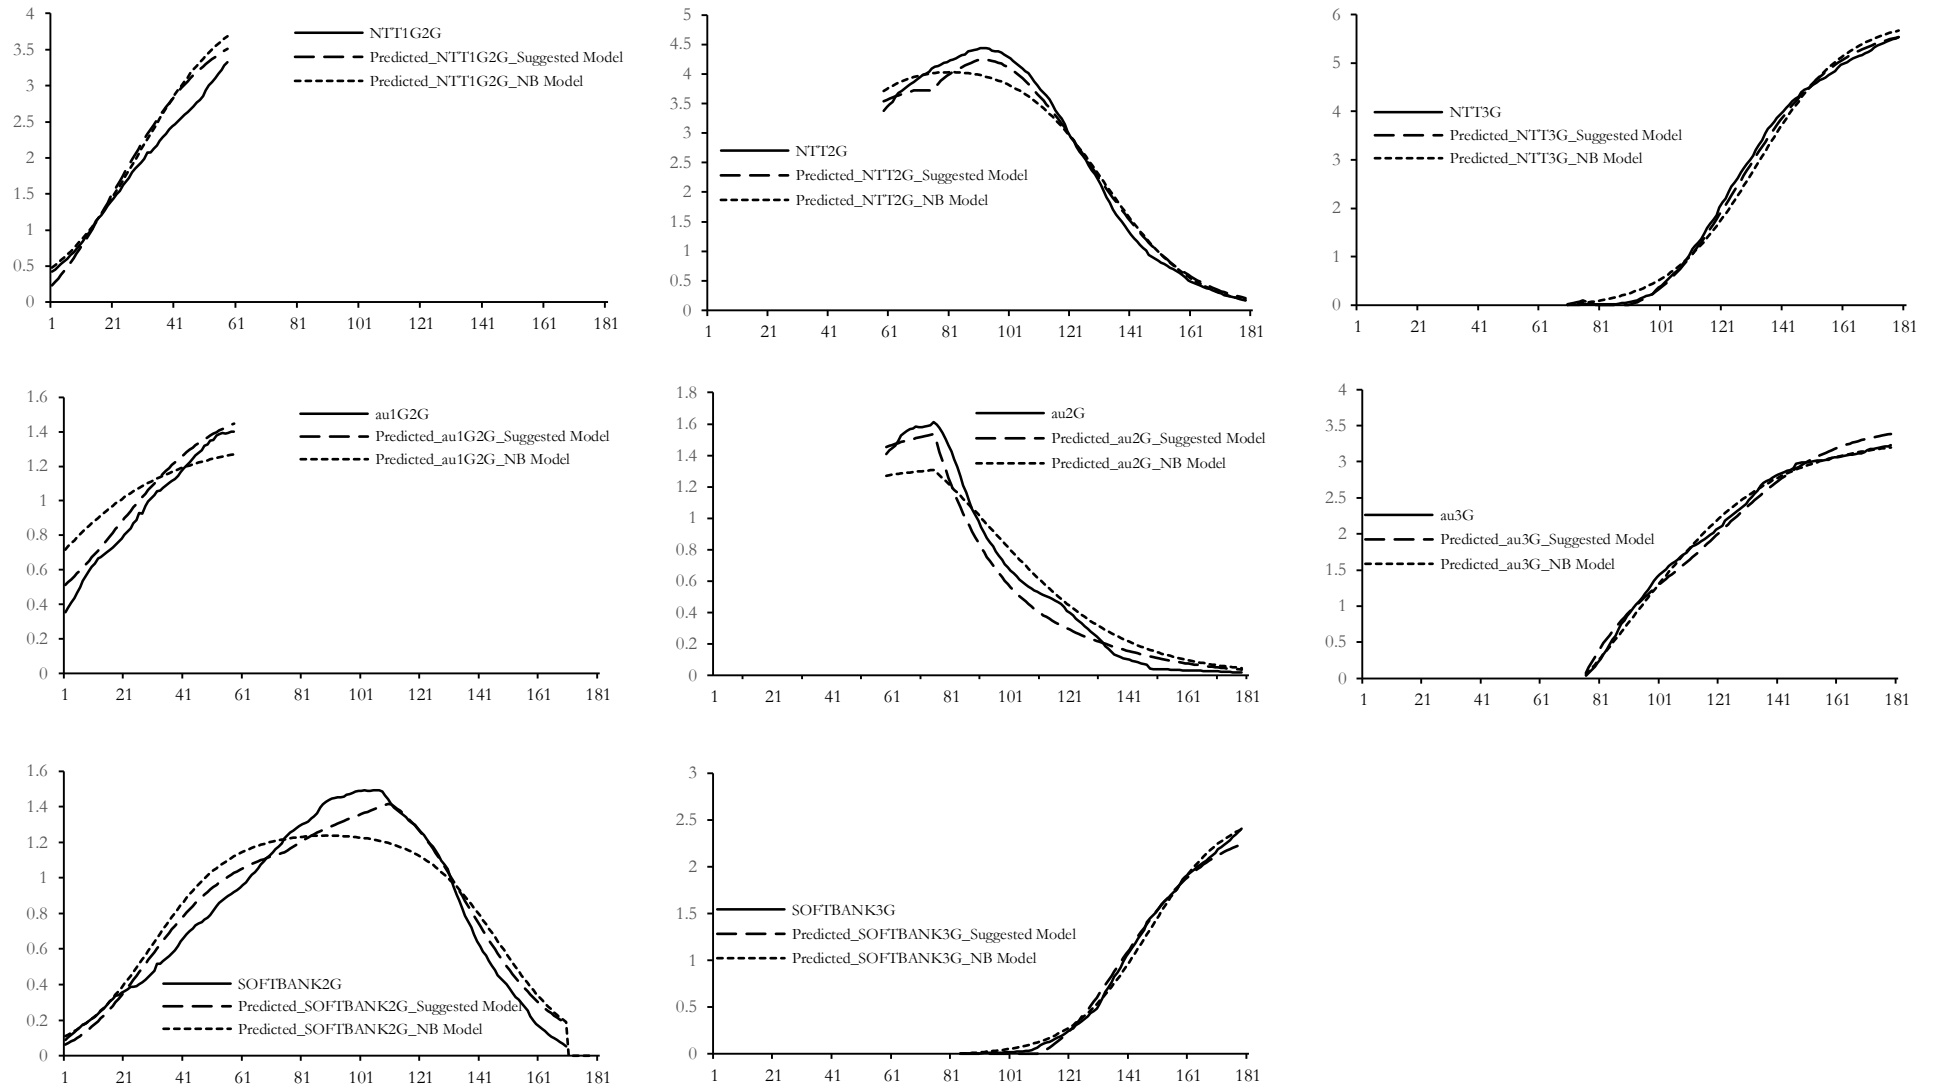 4
3.5
3
2.5
2
1.5
1
0.5
0
1 21 41 61 81 101 121 141 161 181
NTT1G2G
Predicted_NTT1G2G_Suggested Model
Predicted_NTT1G2G_NB Model
5
4.5
4
3.5
3
2.5
2
1.5
1
0.5
0
1 21 41 61 81 101 121 141 161 181
NTT2G
Predicted_NTT2G_Suggested Model
Predicted_NTT2G_NB Model
6
5
4
3
2
1
0
1 21 41 61 81 101 121 141 161 181
NTT3G
Predicted_NTT3G_Suggested Model
Predicted_NTT3G_NB Model
1.6
1.4
1.2
1
0.8
0.6
0.4
0.2
0
1 21 41 61 81 101 121 141 161 181
au1G2G
Predicted_au1G2G_Suggested Model
Predicted_au1G2G_NB Model
1.8
1.6
1.4
1.2
1
0.8
0.6
0.4
0.2
0
1 21 41 61 81 101 121 141 161 181
au2G
Predicted_au2G_Suggested Model
Predicted_au2G_NB Model
4
3.5
3
2.5
2
1.5
1
0.5
0
1 21 41 61 81 101 121 141 161 181
au3G
Predicted_au3G_Suggested Model
Predicted_au3G_NB Model
1.6
1.4
1.2
1
0.8
0.6
0.4
0.2
0
1 21 41 61 81 101 121 141 161 181
SOFTBANK2G
Predicted_SOFTBANK2G_Suggested Model
Predicted_SOFTBANK2G_NB Model
3
2.5
2
1.5
1
0.5
0
1 21 41 61 81 101 121 141 161 181
SOFTBANK3G
Predicted_SOFTBANK3G_Suggested Model
Predicted_SOFTBANK3G_NB Model